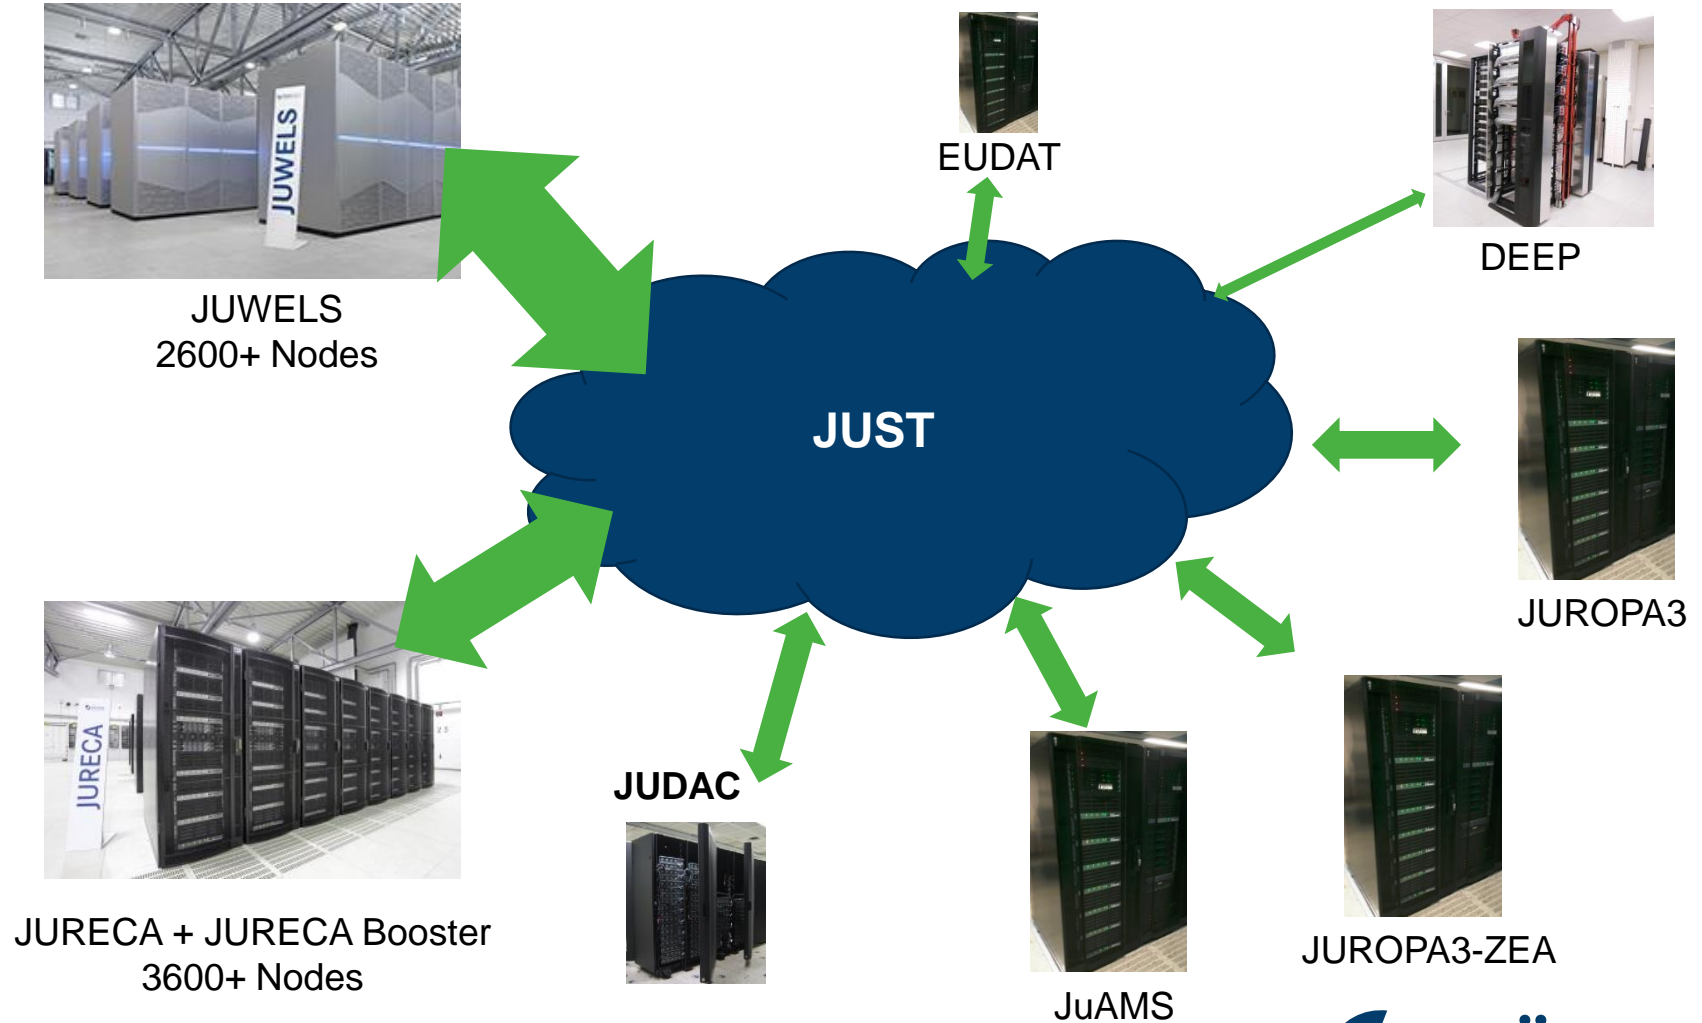 JUWELS
EUDAT
DEEP
JUWELS
2600+ Nodes
JUST
JUROPA3
JURECA
JUDAC
JURECA + JURECA Booster
3600+ Nodes
JUROPA3-ZEA
JuAMS